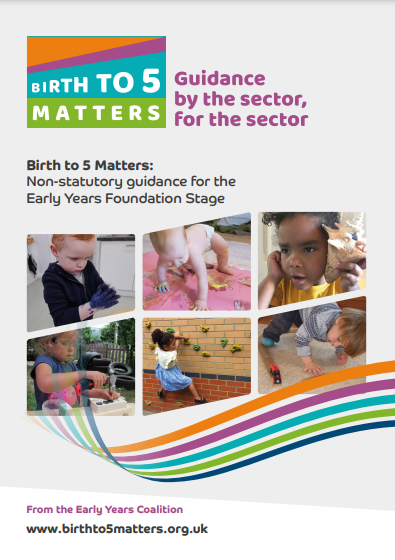 BIRTH TO 5
MATTERS
Guidance
by the sector,
for the sector
Birth to 5 Matters:
Non-statutory guidance for the
Early Years Foundation Stage
From the Early Years Coalition
www.birthto5matters.org.uk